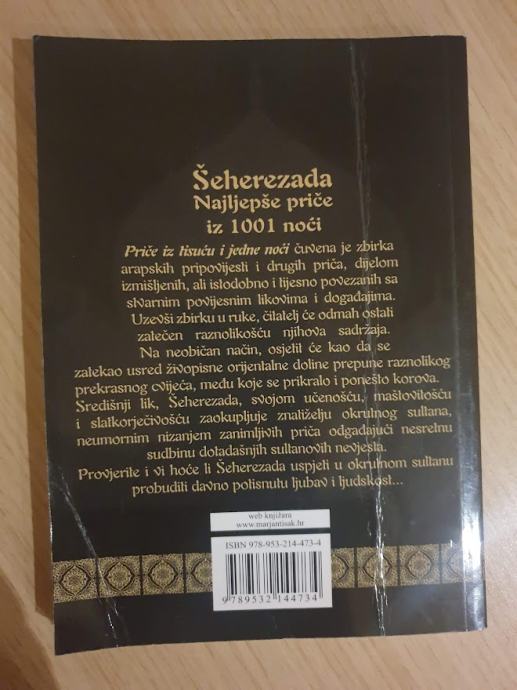 Šeherezada
Najljepše priče
iz 1001 noći
Priče iz tisuću i jedne noći čuvena je zbirka
arapskih pripovijesti i drugih priča, dijelom
izmišljenih, ali istodobno i tijesno povezanih sa
stvarnim povijesnim likovima i događajima.
Uzevši zbirku u ruke, čitatelj će odmah ostati
zatečen raznolikošću njihova sadržaja.
Na neobičan način, osjetit će kao da se
zatekao usred živopisne orijentalne doline prepune raznolikog
prekrasnog cvijeća, među koje se prikralo i ponešto korova.
Središnji lik, Šeherezada, svojom učenošću, maštovitošću
i slatkorječivošću zaokupljuje znatiželju okrutnog sultana,
neumornim nizanjem zanimljivih priča odgađajući nesretnu
sudbinu dotadašnjih sultanovih nevjesta.
Provjerite i vi hoće li Šeherezada uspjeti u okrutnom sultanu
probuditi davno potisnutu ljubav i ljudskost...
web knjižara
www.marjantisak.hr
ISBN 978-953-214-473-4
9 789532 144734